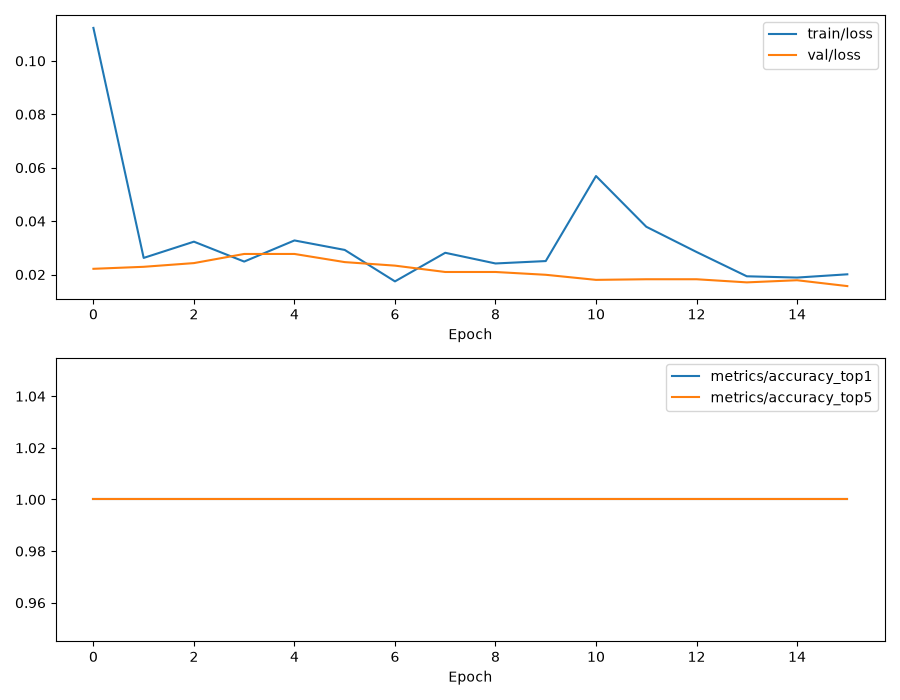 train/loss
val/loss
0.10
0.08
0.06
0.04
0.02
0 2 4 6 8 10 12 14
Epoch
metrics/accuracy_top1
metrics/accuracy_top5
1.04
1.02
1.00
0.98
0.96
0 2 4 6 8 10 12 14
Epoch